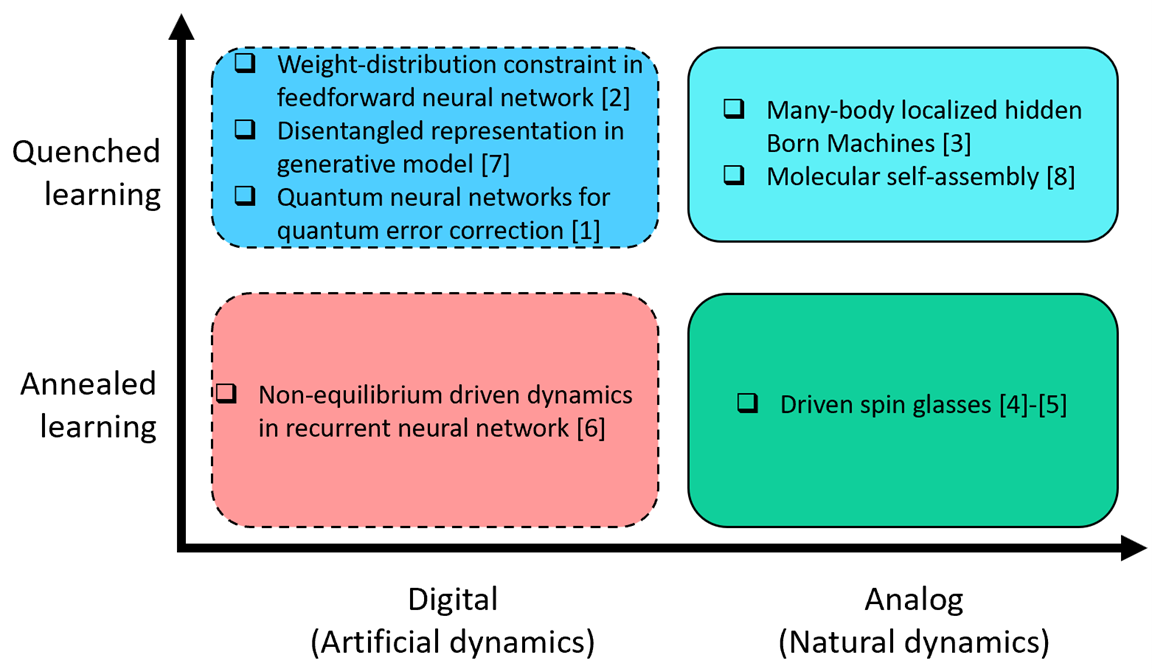 Quenched
learning
❑ Weight-distribution constraint in
feedforward neural network [2]
❑ Disentangled representation in
generative model [7]
❑ Quantum neural networks for
quantum error correction [1]
❑ Many-body localized hidden
Born Machines [3]
❑ Molecular self-assembly [8]
Annealed
learning
❑ Non-equilibrium driven dynamics
in recurrent neural network [6]
❑ Driven spin glasses [4]-[5]
Digital
(Artificial dynamics)
Analog
(Natural dynamics)